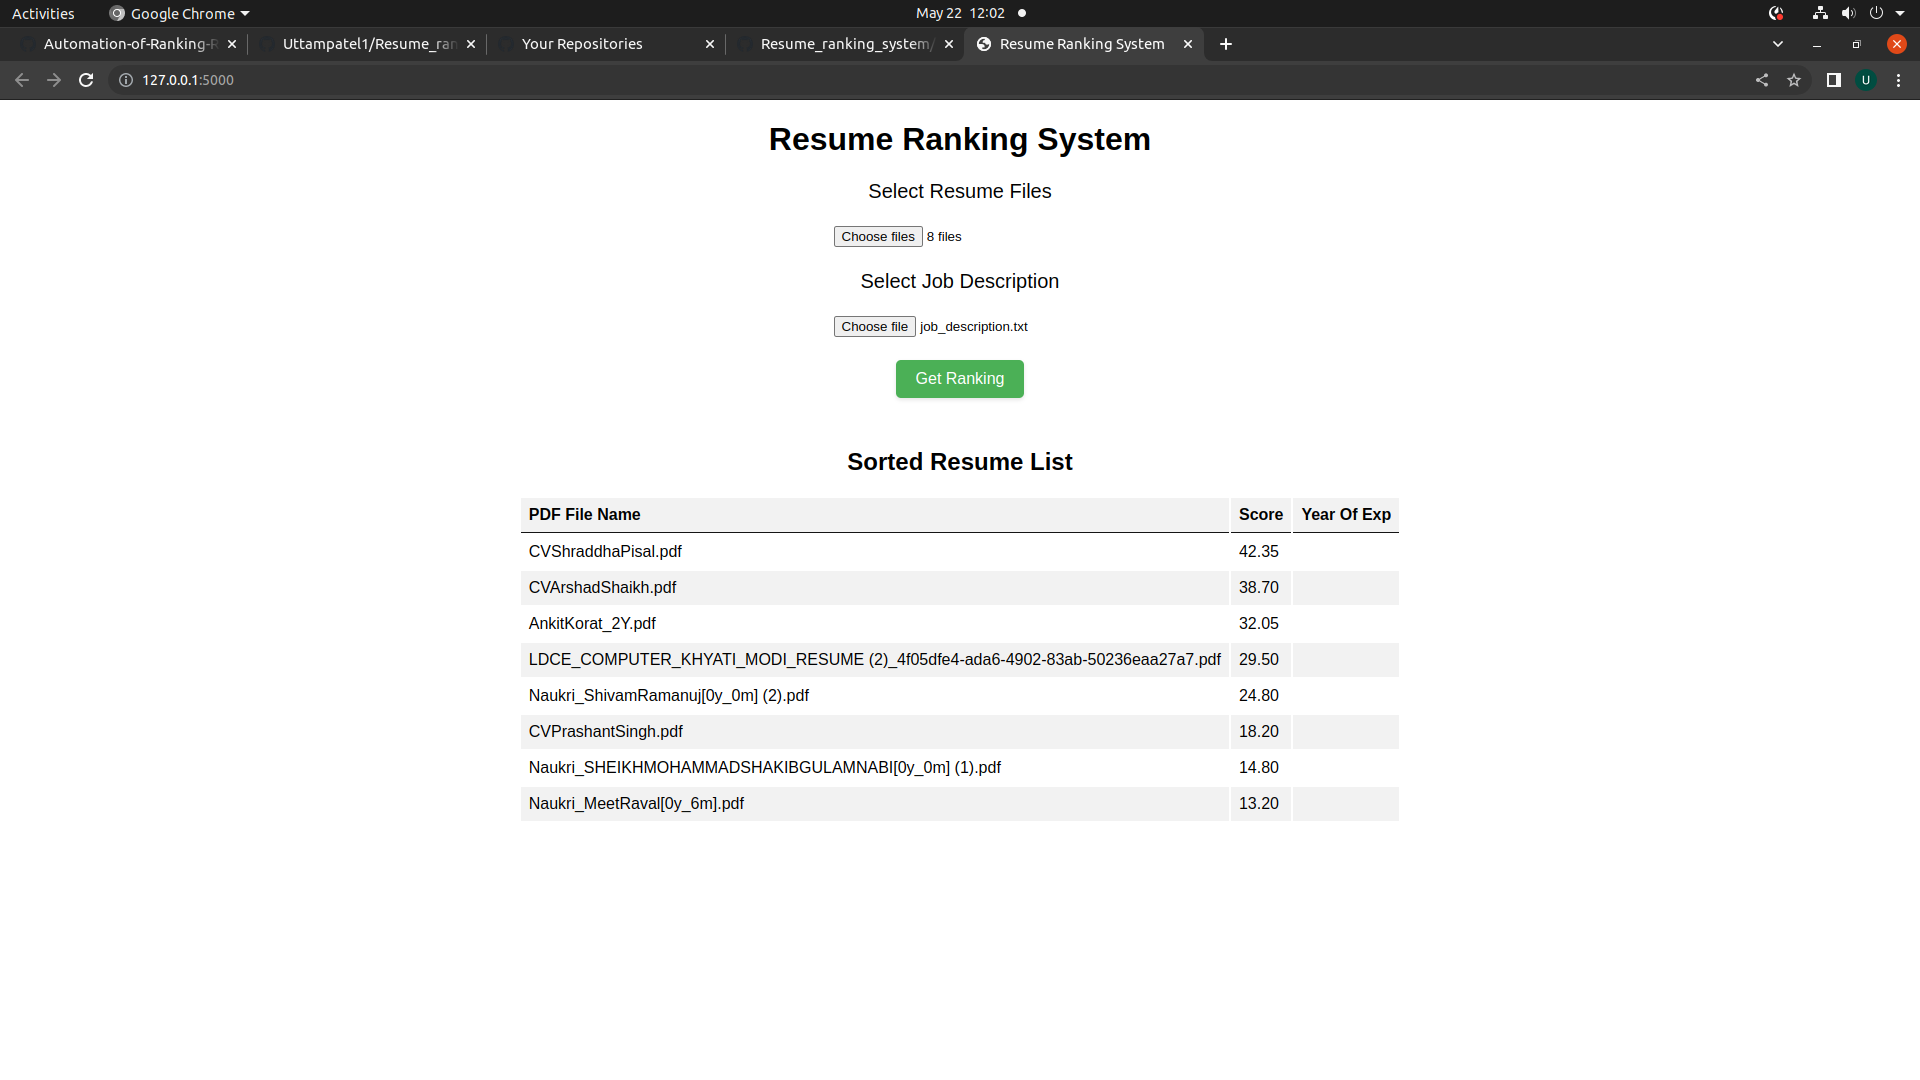 Activities Google Chrome May 22 12:02
Automation-of-Ranking-R Uttampatel1/Resume_ran Your Repositories Resume_ranking_system/ Resume Ranking System
127.0.0.1:5000 U
Resume Ranking System
Select Resume Files
Choose files 8 files
Select Job Description
Choose file job_description.txt
Get Ranking
Sorted Resume List
PDF File Name Score Year Of Exp
CVShraddhaPisal.pdf 42.35
CVArshadShaikh.pdf 38.70
AnkitKorat_2Y.pdf 32.05
LDCE_COMPUTER_KHYATI_MODI_RESUME (2)_4f05dfe4-ada6-4902-83ab-50236eaa27a7.pdf 29.50
Naukri_ShivamRamanuj[0y_0m] (2).pdf 24.80
CVPrashantSingh.pdf 18.20
Naukri_SHEIKHMOHAMMADSHAKIBGULAMNABI[0y_0m] (1).pdf 14.80
Naukri_MeetRaval[0y_6m].pdf 13.20